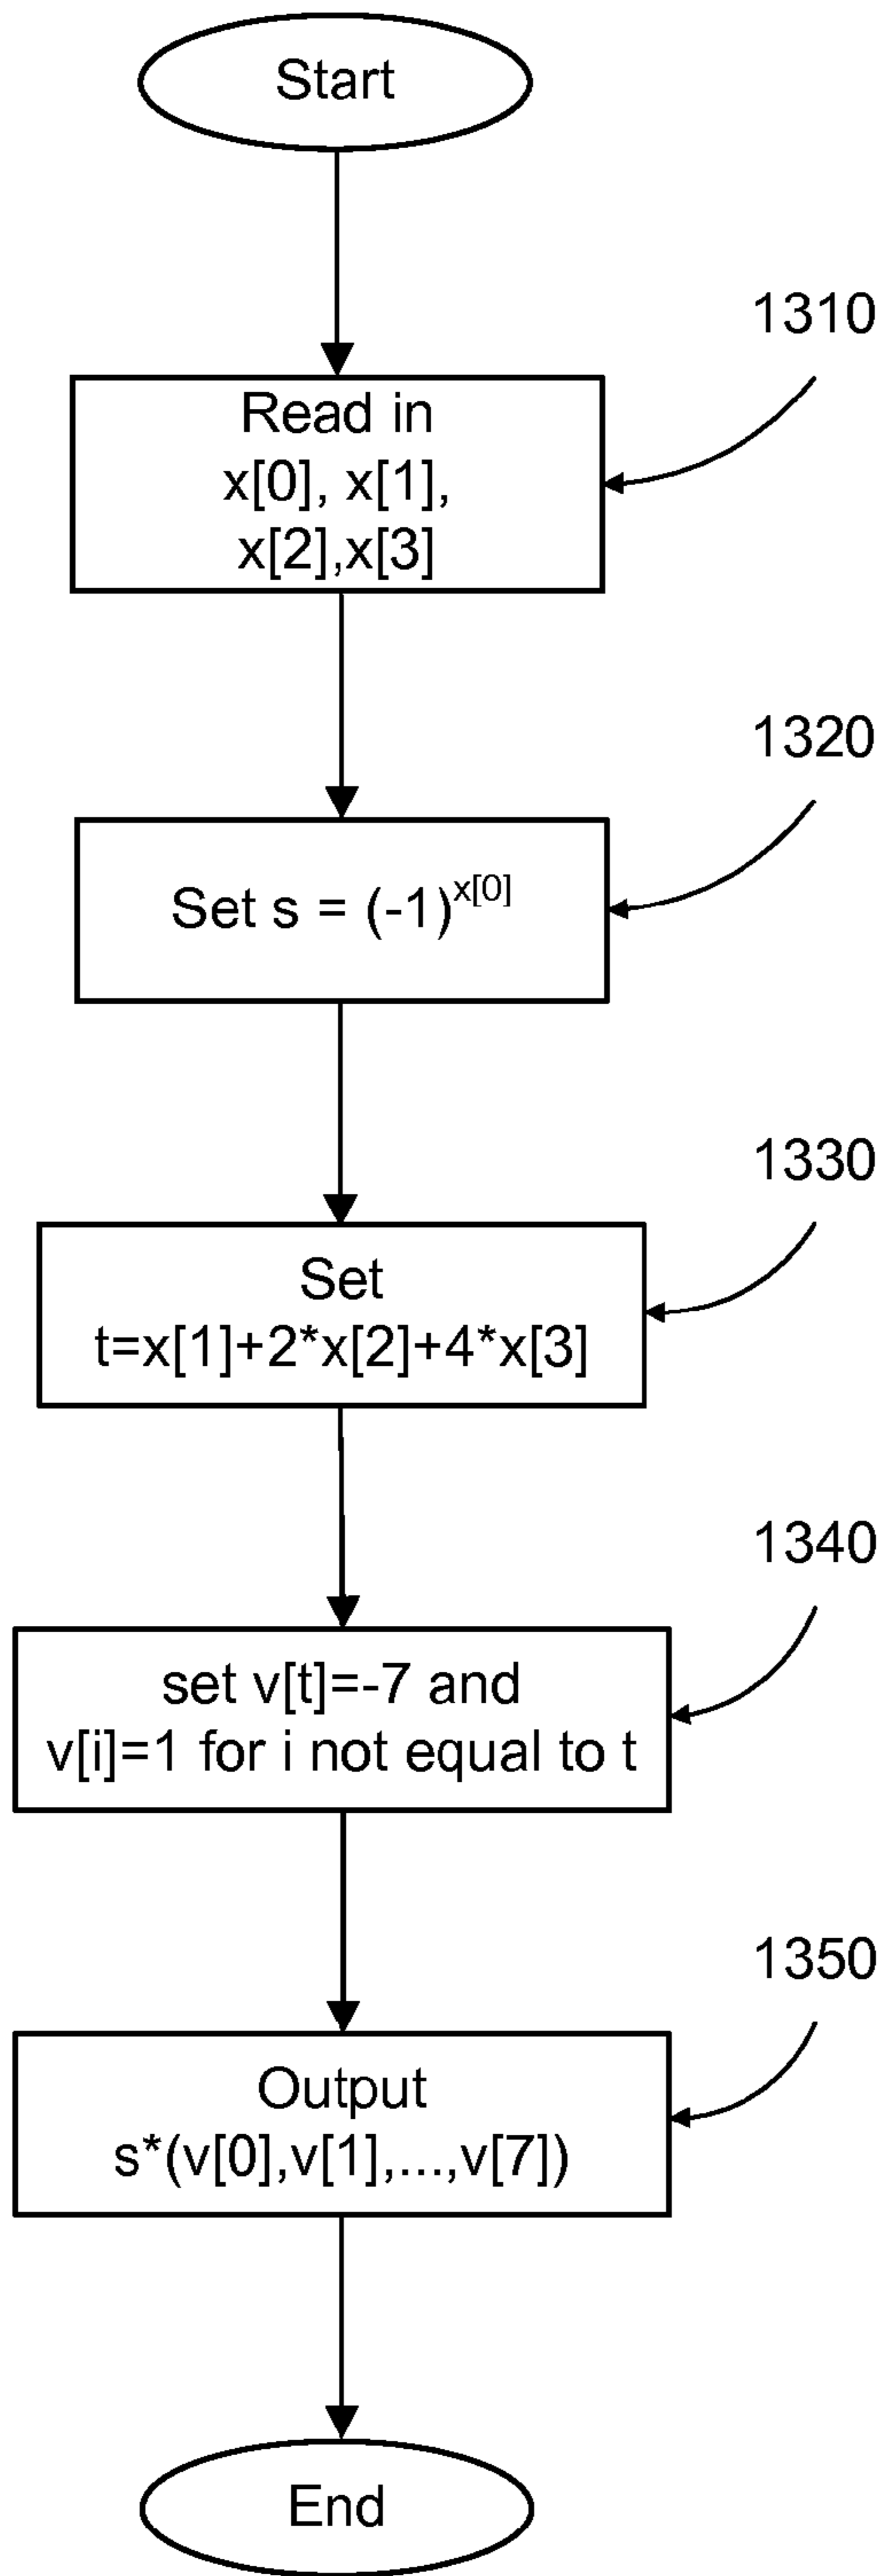 Start
1310
Read in
x[0], x[1],
x[2],x[3]
1320
Set s = (-1)^x[0]
1330
Set
t=x[1]+2*x[2]+4*x[3]
1340
set v[t]=-7 and
v[i]=1 for i not equal to t
1350
Output
s*(v[0],v[1],...,v[7])
End